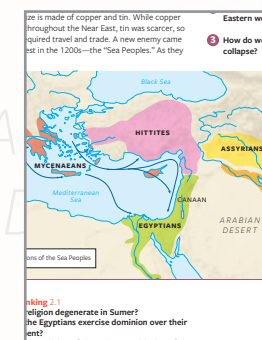 ze is made of copper and tin. While copper
hroughout the Near East, tin was scarcer, so
quired travel and trade. A new enemy came
est in the 1200s—the “Sea Peoples.” As they
Eastern w
3 How do w
collapse?
Black Sea
HITTITES
ASSYRIANS
MYCENAEANS
Mediterranean
Sea
CANAAN
EGYPTIANS
ARABIAN
DESERT
ons of the Sea Peoples
nking 2.1
religion degenerate in Sumer?
the Egyptians exercise dominion over their
ent?